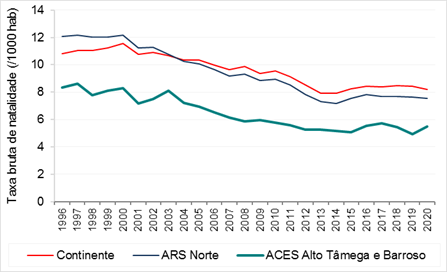 Taxa bruta de natalidade (/1000 hab)
14
12
10
8
6
4
2
0
1996 1997 1998 1999 2000 2001 2002 2003 2004 2005 2006 2007 2008 2009 2010 2011 2012 2013 2014 2015 2016 2017 2018 2019 2020
Continente ARS Norte ACES Alto Tâmega e Barroso